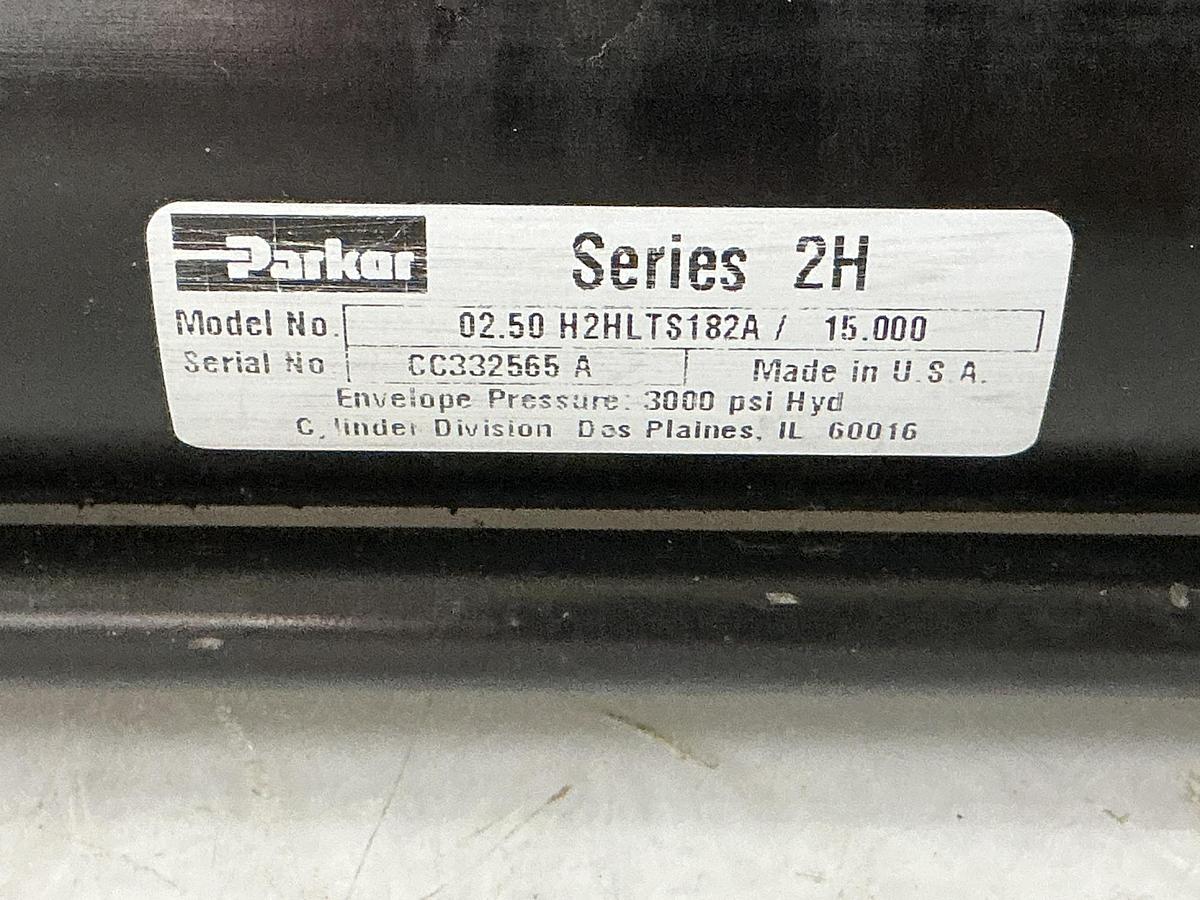 Parker
Series 2H
Model No. 02.50 H2HLTS182A / 15.000
Serial No CC332565 A Made in U.S.A.
Envelope Pressure: 3000 psi Hyd
Cylinder Division Des Plaines, IL 60016